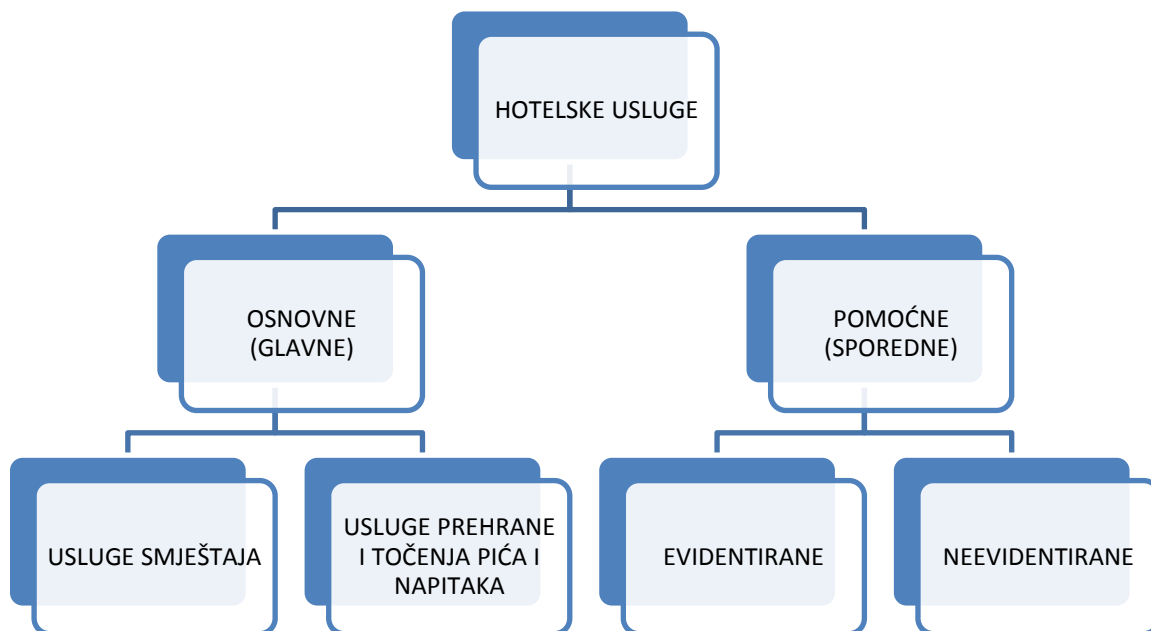 HOTELSKE USLUGE
OSNOVNE
(GLAVNE)
POMOĆNE
(SPOREDNE)
USLUGE SMJEŠTAJA
USLUGE PREHRANE
I TOČENJA PIĆA I
NAPITAKA
EVIDENTIRANE
NEEVIDENTIRANE